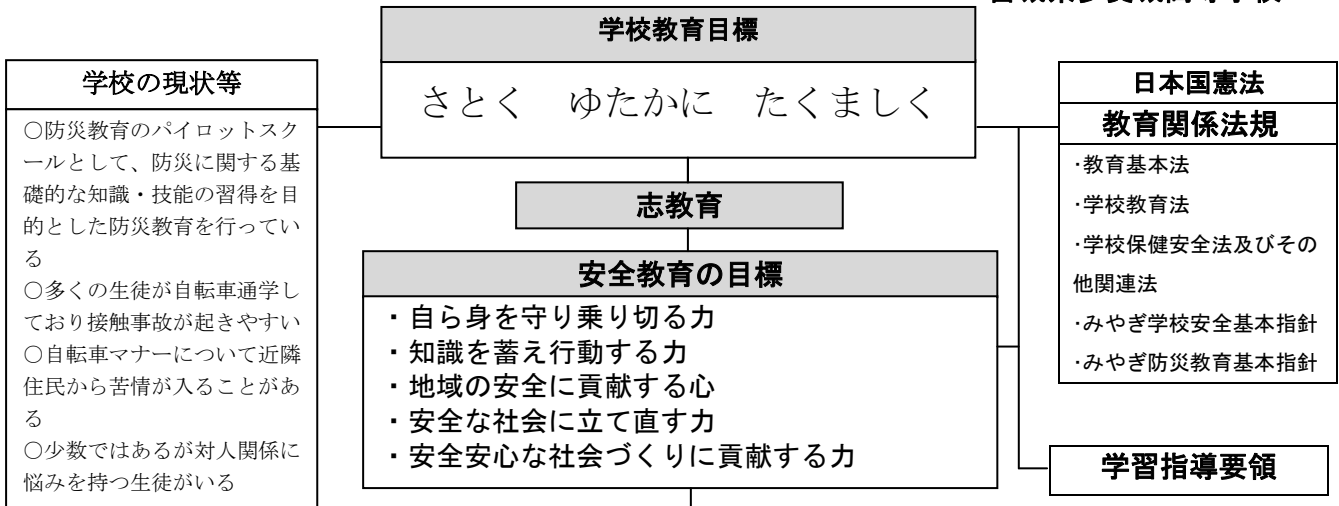 学校教育目標
さとく　ゆたかに　たくましく
学校の現状等
○防災教育のパイロットスク
ールとして、防災に関する基
礎的な知識・技能の習得を目
的とした防災教育を行ってい
る
○多くの生徒が自転車通学し
ており接触事故が起きやすい
○自転車マナーについて近隣
住民から苦情が入ることがあ
る
○少数ではあるが対人関係に
悩みを持つ生徒がいる
志教育
安全教育の目標
・自ら身を守り乗り切る力
・知識を蓄え行動する力
・地域の安全に貢献する心
・安全な社会に立て直す力
・安全安心な社会づくりに貢献する力
日本国憲法
教育関係法規
・教育基本法
・学校教育法
・学校保健安全法及びその
他関連法
・みやぎ学校安全基本指針
・みやぎ防災教育基本指針
学習指導要領